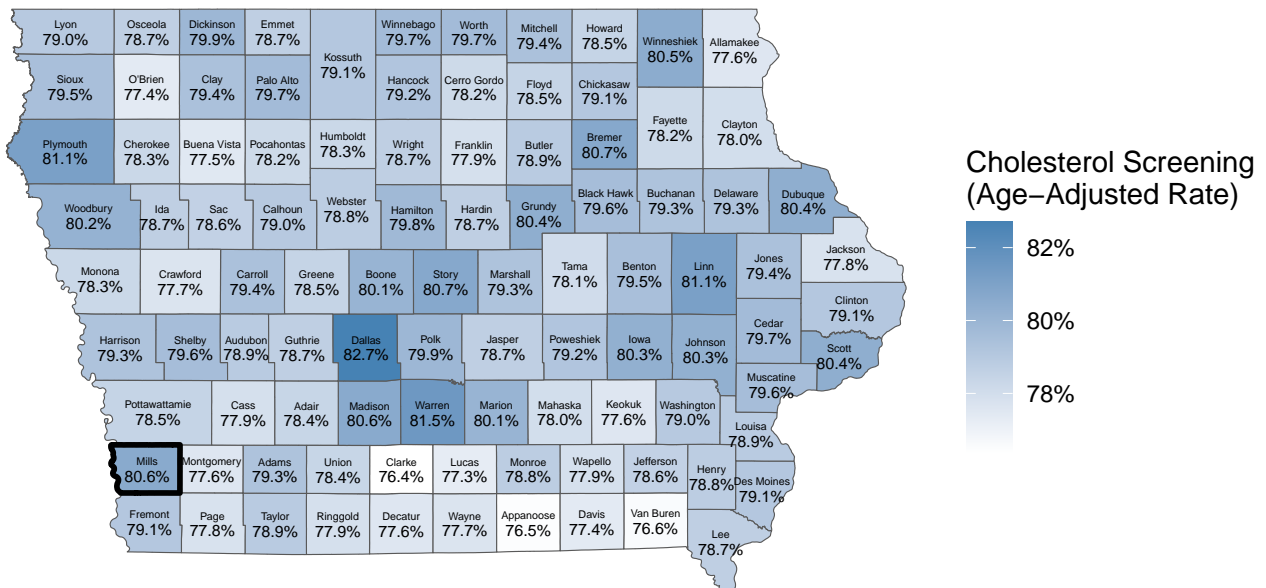 Lyon
79.0%
Osceola
78.7%
Dickinson
79.9%
Emmet
78.7%
Kossuth
79.1%
Winnebago
79.7%
Worth
79.7%
Mitchell
79.4%
Howard
78.5%
Winneshiek
80.5%
Allamakee
77.6%
Sioux
79.5%
O'Brien
77.4%
Clay
79.4%
Palo Alto
79.7%
Hancock
79.2%
Cerro Gordo
78.2%
Floyd
78.5%
Chickasaw
79.1%
Fayette
78.2%
Clayton
78.0%
Plymouth
81.1%
Cherokee
78.3%
Buena Vista
77.5%
Pocahontas
78.2%
Humboldt
78.3%
Wright
78.7%
Franklin
77.9%
Butler
78.9%
Bremer
80.7%
Woodbury
80.2%
Ida
78.7%
Sac
78.6%
Calhoun
79.0%
Webster
78.8%
Hamilton
79.8%
Hardin
78.7%
Grundy
80.4%
Black Hawk
79.6%
Buchanan
79.3%
Delaware
79.3%
Dubuque
80.4%
Monona
78.3%
Crawford
77.7%
Carroll
79.4%
Greene
78.5%
Boone
80.1%
Story
80.7%
Marshall
79.3%
Tama
78.1%
Benton
79.5%
Linn
81.1%
Jones
79.4%
Jackson
77.8%
Clinton
79.1%
Harrison
79.3%
Shelby
79.6%
Audubon
78.9%
Guthrie
78.7%
Dallas
82.7%
Polk
79.9%
Jasper
78.7%
Poweshiek
79.2%
Iowa
80.3%
Johnson
80.3%
Cedar
79.7%
Scott
80.4%
Muscatine
79.6%
Pottawattamie
78.5%
Cass
77.9%
Adair
78.4%
Madison
80.6%
Warren
81.5%
Marion
80.1%
Mahaska
78.0%
Keokuk
77.6%
Washington
79.0%
Louisa
78.9%
Mills
80.6%
Montgomery
77.6%
Adams
79.3%
Union
78.4%
Clarke
76.4%
Lucas
77.3%
Monroe
78.8%
Wapello
77.9%
Jefferson
78.6%
Henry
78.8%
Des Moines
79.1%
Fremont
79.1%
Page
77.8%
Taylor
78.9%
Ringgold
77.9%
Decatur
77.6%
Wayne
77.7%
Appanoose
76.5%
Davis
77.4%
Van Buren
76.6%
Lee
78.7%
Cholesterol Screening
(Age−Adjusted Rate)
82%
80%
78%